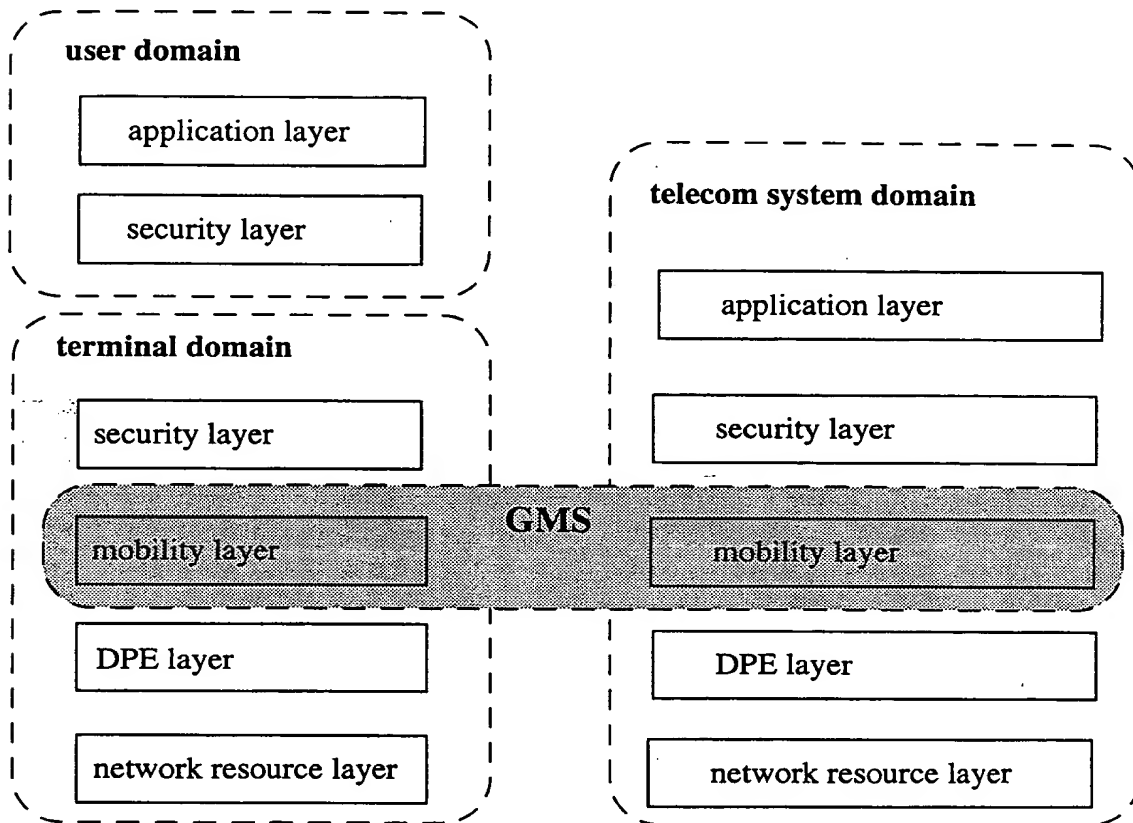 user domain
application layer
security layer
terminal domain
security layer
mobility layer
DPE layer
network resource layer
GMS
telecom system domain
application layer
security layer
mobility layer
DPE layer
network resource layer